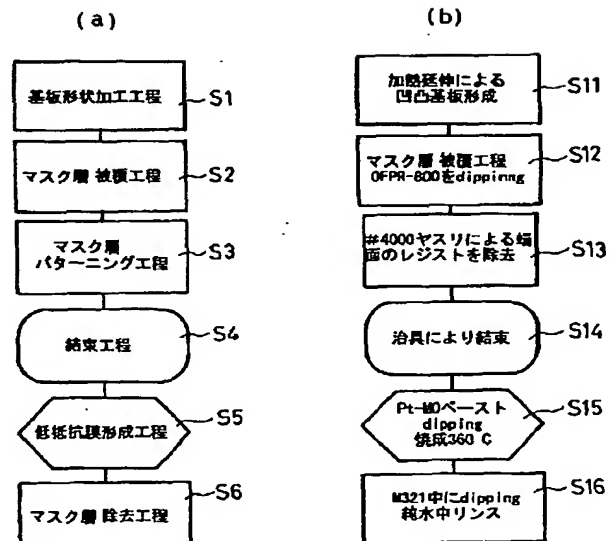 (a)
基板形状加工工程
S1
マスク層 被覆工程
S2
マスク層
パターニング工程
S3
結束工程
S4
低抵抗膜形成工程
S5
マスク層 除去工程
S6
(b)
加熱延伸による
凹凸基板形成
S11
マスク層 被覆工程
OFPR-800をdippinng
S12
#4000ヤスリによる端
面のレジストを除去
S13
治具により結束
S14
Pt-MOペースト
dipping
焼成360 C
S15
M321中にdipping
純水中リンス
S16